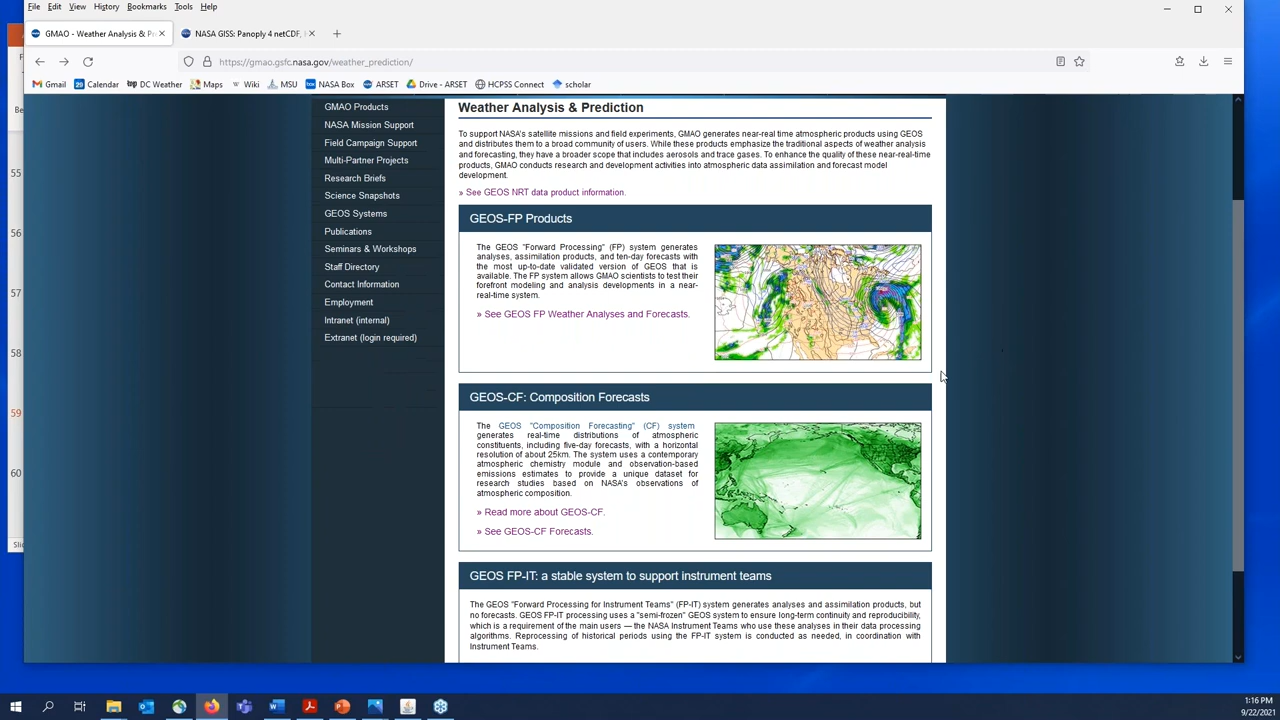 File Edit View History Bookmarks Tools Help
GMAO - Weather Analysis & Pr
NASA GISS: Panoply 4 netCDF,
https://gmao.gsfc.nasa.gov/weather_prediction/
Gmail Calendar DC Weather Maps Wiki MSU NASA Box ARSET Drive - ARSET HCPSS Connect scholar
GMAO Products
NASA Mission Support
Field Campaign Support
Multi-Partner Projects
Research Briefs
Science Snapshots
GEOS Systems
Publications
Seminars & Workshops
Staff Directory
Contact Information
Employment
Intranet (internal)
Extranet (login required)
Weather Analysis & Prediction
To support NASA's satellite missions and field experiments, GMAO generates near-real time atmospheric products using GEOS
and distributes them to a broad community of users. While these products emphasize the traditional aspects of weather analysis
and forecasting, they have a broader scope that includes aerosols and trace gases. To enhance the quality of these near-real-time
products, GMAO conducts research and development activities into atmospheric data assimilation and forecast model
development.
» See GEOS NRT data product information.
GEOS-FP Products
The GEOS "Forward Processing" (FP) system generates
analyses, assimilation products, and ten-day forecasts with
the most up-to-date validated version of GEOS that is
available. The FP system allows GMAO scientists to test their
forefront modeling and analysis developments in a near-
real-time system.
» See GEOS FP Weather Analyses and Forecasts.
GEOS-CF: Composition Forecasts
The GEOS "Composition Forecasting" (CF) system
generates real-time distributions of atmospheric
constituents, including five-day forecasts, with a horizontal
resolution of about 25km. The system uses a contemporary
atmospheric chemistry module and observation-based
emissions estimates to provide a unique dataset for
research studies based on NASA's observations of
atmospheric composition.
» Read more about GEOS-CF.
» See GEOS-CF Forecasts.
GEOS FP-IT: a stable system to support instrument teams
The GEOS "Forward Processing for Instrument Teams" (FP-IT) system generates analyses and assimilation products, but
no forecasts. GEOS FP-IT processing uses a "semi-frozen" GEOS system to ensure long-term continuity and reproducibility,
which is a requirement of the main users — the NASA Instrument Teams who use these analyses in their data processing
algorithms. Reprocessing of historical periods using the FP-IT system is conducted as needed, in coordination with
Instrument Teams.
55
56
57
58
59
60
1:16 PM
9/22/2021